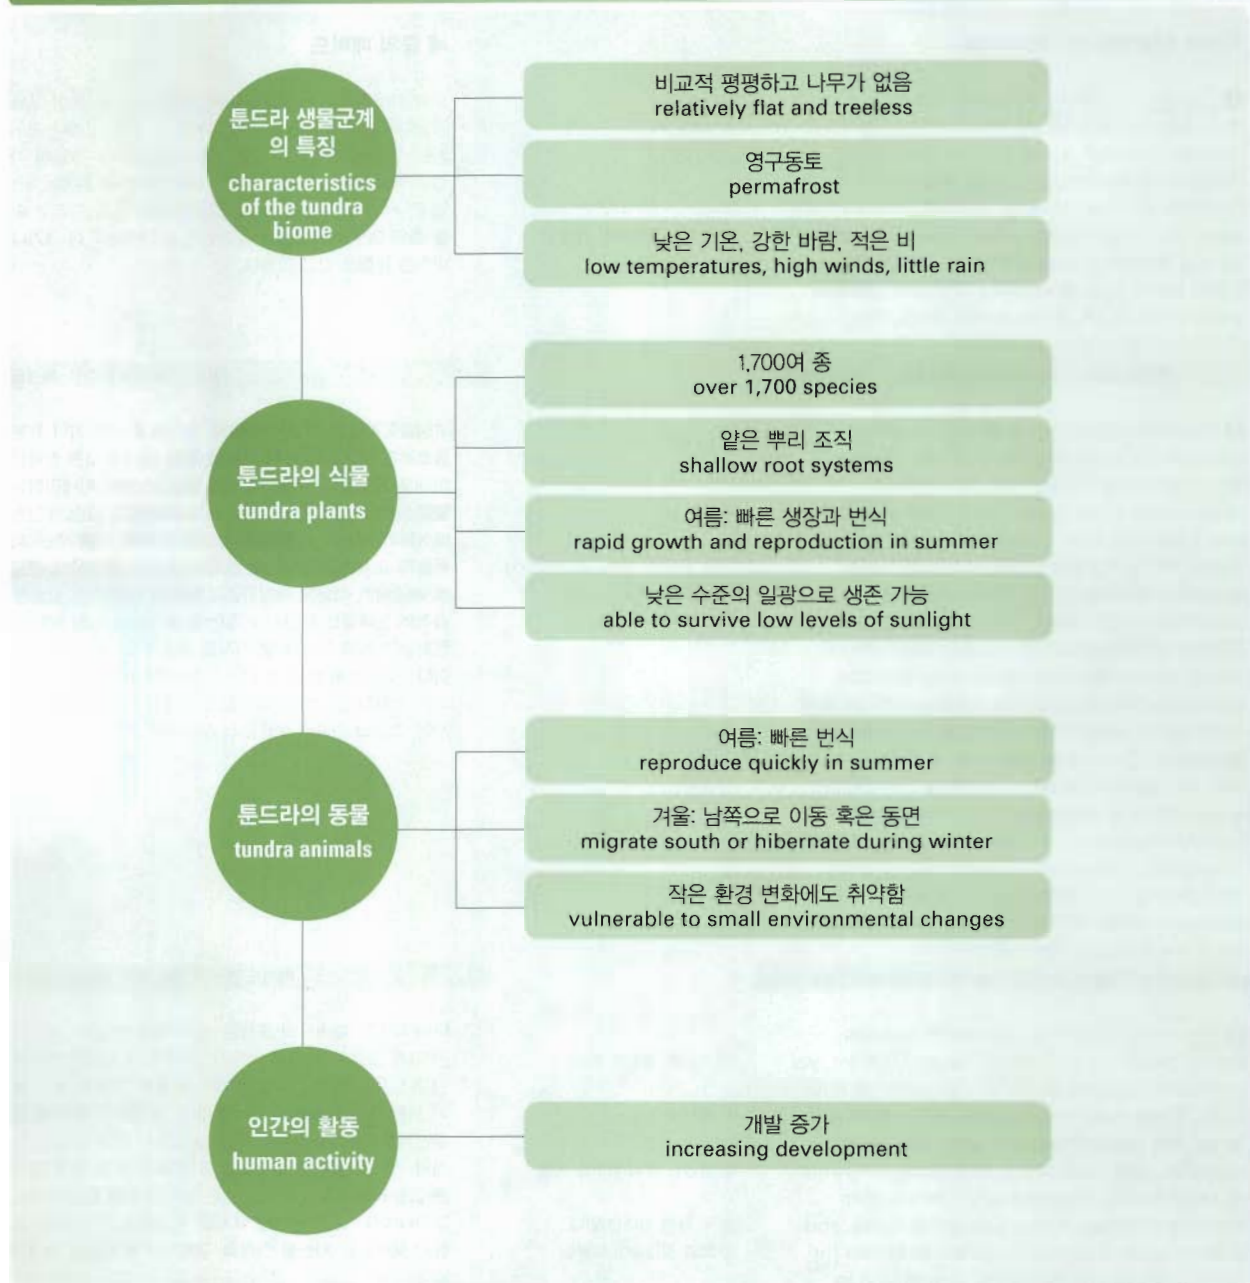 툰드라 생물군계
의 특징
characteristics
of the tundra
biome
비교적 평평하고 나무가 없음
relatively flat and treeless
영구동토
permafrost
낮은 기온, 강한 바람, 적은 비
low temperatures, high winds, little rain
툰드라의 식물
tundra plants
1,700여 종
over 1,700 species
얕은 뿌리 조직
shallow root systems
여름: 빠른 생장과 번식
rapid growth and reproduction in summer
낮은 수준의 일광으로 생존 가능
able to survive low levels of sunlight
툰드라의 동물
tundra animals
여름: 빠른 번식
reproduce quickly in summer
겨울: 남쪽으로 이동 혹은 동면
migrate south or hibernate during winter
작은 환경 변화에도 취약함
vulnerable to small environmental changes
인간의 활동
human activity
개발 증가
increasing development